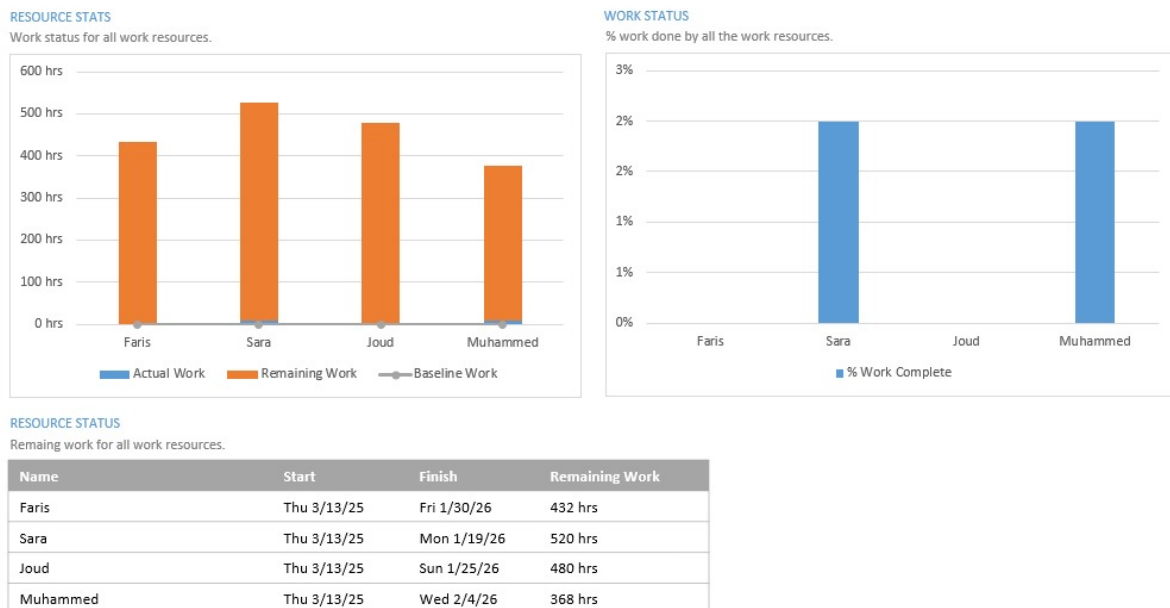 RESOURCE STATS
Work status for all work resources.
600 hrs
500 hrs
400 hrs
300 hrs
200 hrs
100 hrs
0 hrs
Faris Sara Joud Muhammed
Actual Work Remaining Work Baseline Work
WORK STATUS
% work done by all the work resources.
3%
2%
2%
1%
1%
0%
Faris Sara Joud Muhammed
% Work Complete
RESOURCE STATUS
Remaing work for all work resources.
Name Start Finish Remaining Work
Faris Thu 3/13/25 Fri 1/30/26 432 hrs
Sara Thu 3/13/25 Mon 1/19/26 520 hrs
Joud Thu 3/13/25 Sun 1/25/26 480 hrs
Muhammed Thu 3/13/25 Wed 2/4/26 368 hrs